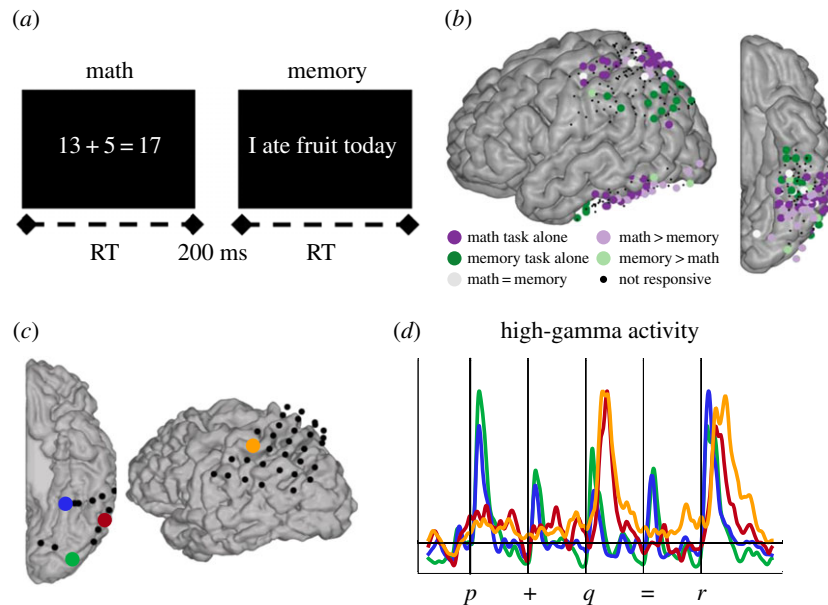 (a)
math
memory
13 + 5 = 17
I ate fruit today
RT
200 ms
RT
(b)
math task alone
math > memory
memory task alone
memory > math
math = memory
not responsive
(c)
(d)
high-gamma activity
p + q = r